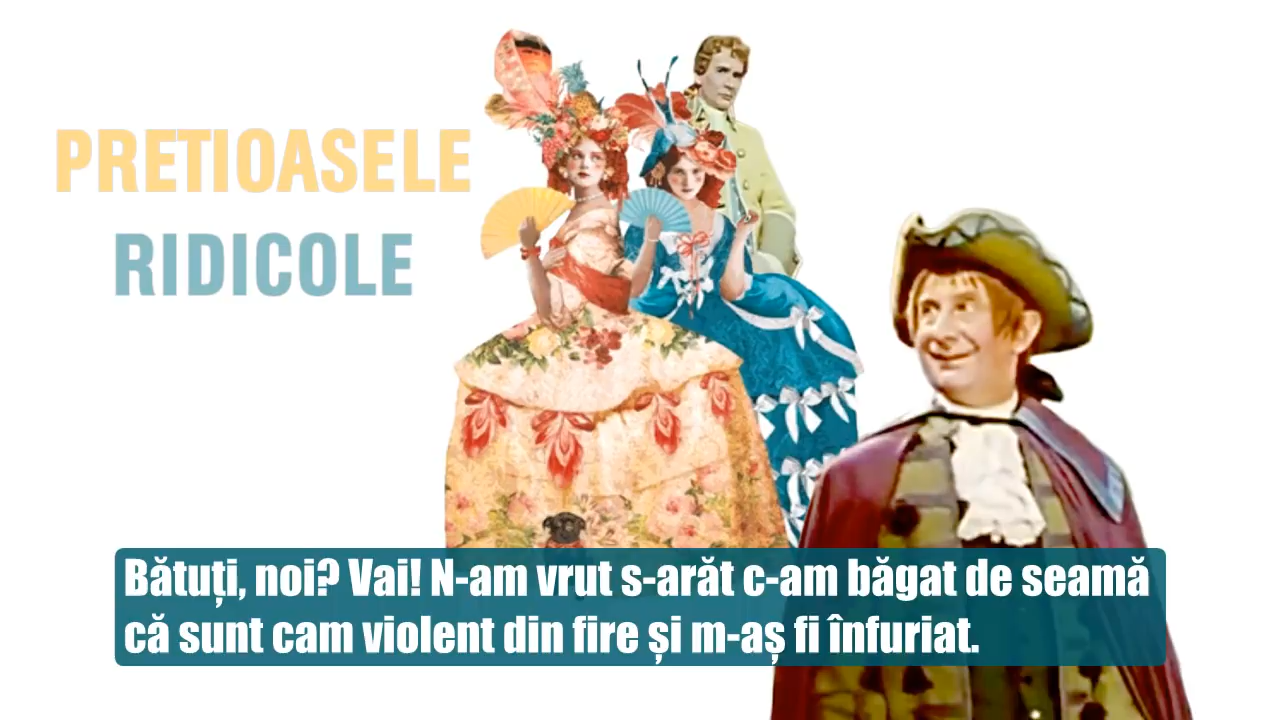 PRETIOASELE
RIDICOLE
Bătuți, noi? Vai! N-am vrut s-arăt c-am băgat de seamă
că sunt cam violent din fire și m-aș fi înfuriat.